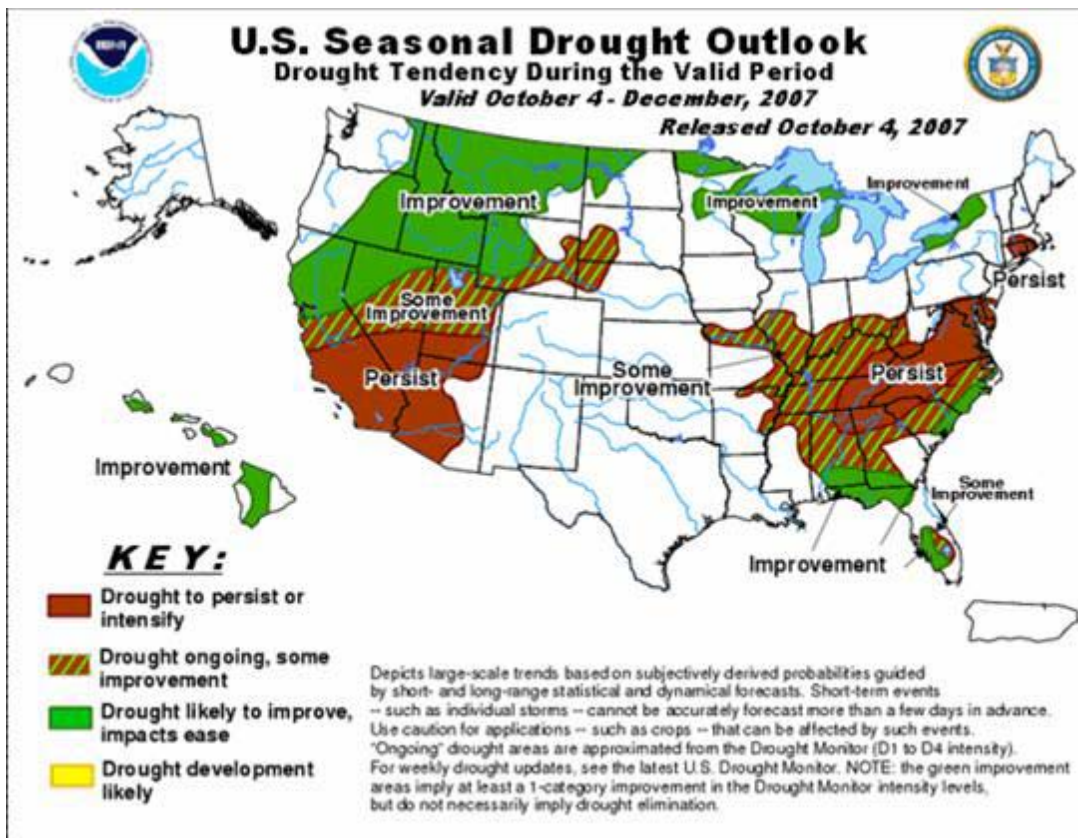 U.S. Seasonal Drought Outlook
Drought Tendency During the Valid Period
Valid October 4 - December, 2007
Released October 4, 2007
Improvement
Improvement
Improvement
Persist
Some
Improvement
Persist
Some
Improvement
Persist
Improvement
Some
Improvement
Improvement
KEY:
Drought to persist or
intensify
Drought ongoing, some
improvement
Drought likely to improve,
impacts ease
Drought development
likely
Depicts large-scale trends based on subjectively derived probabilities guided
by short- and long-range statistical and dynamical forecasts. Short-term events
-- such as individual storms -- cannot be accurately forecast more than a few days in advance.
Use caution for applications -- such as crops -- that can be affected by such events.
"Ongoing" drought areas are approximated from the Drought Monitor (D1 to D4 intensity).
For weekly drought updates, see the latest U.S. Drought Monitor. NOTE: the green improvement
areas imply at least a 1-category improvement in the Drought Monitor intensity levels,
but do not necessarily imply drought elimination.